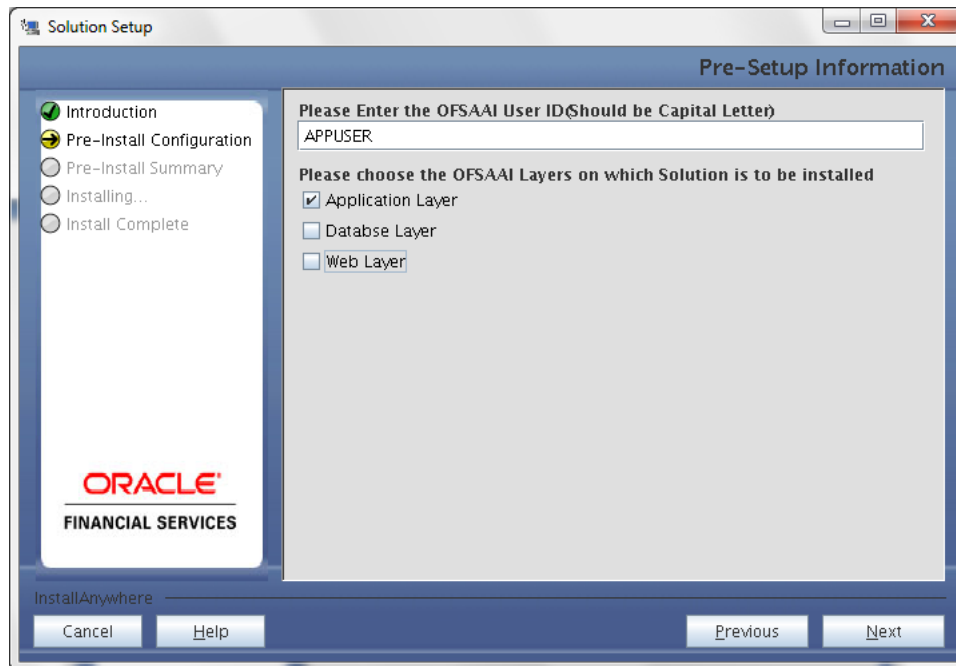 Solution Setup
Pre-Setup Information
Introduction
Pre-Install Configuration
Pre-Install Summary
Installing...
Install Complete
ORACLE
FINANCIAL SERVICES
Please Enter the OFSAAI User ID(Should be Capital Letter)
APPUSER
Please choose the OFSAAI Layers on which Solution is to be installed
Application Layer
Databse Layer
Web Layer
InstallAnywhere
Cancel
Help
Previous
Next